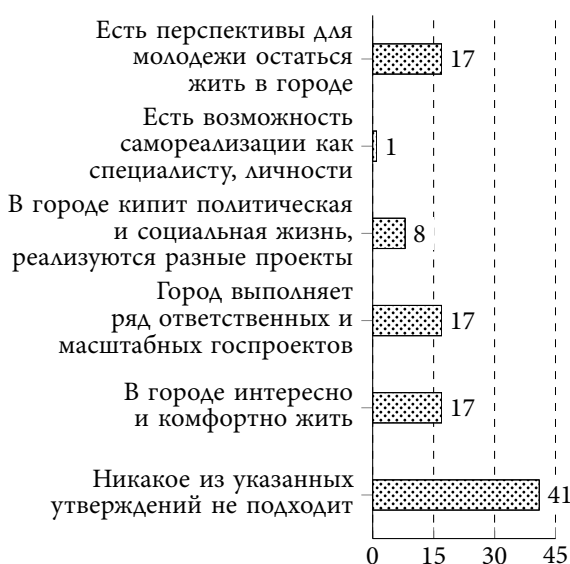 Есть перспективы для
молодежи остаться
жить в городе
17
Есть возможность
самореализации как
специалисту, личности
1
В городе кипит политическая
и социальная жизнь,
реализуются разные проекты
8
Город выполняет
ряд ответственных и
масштабных госпроектов
17
В городе интересно
и комфортно жить
17
Никакое из указанных
утверждений не подходит
41
0 15 30 45